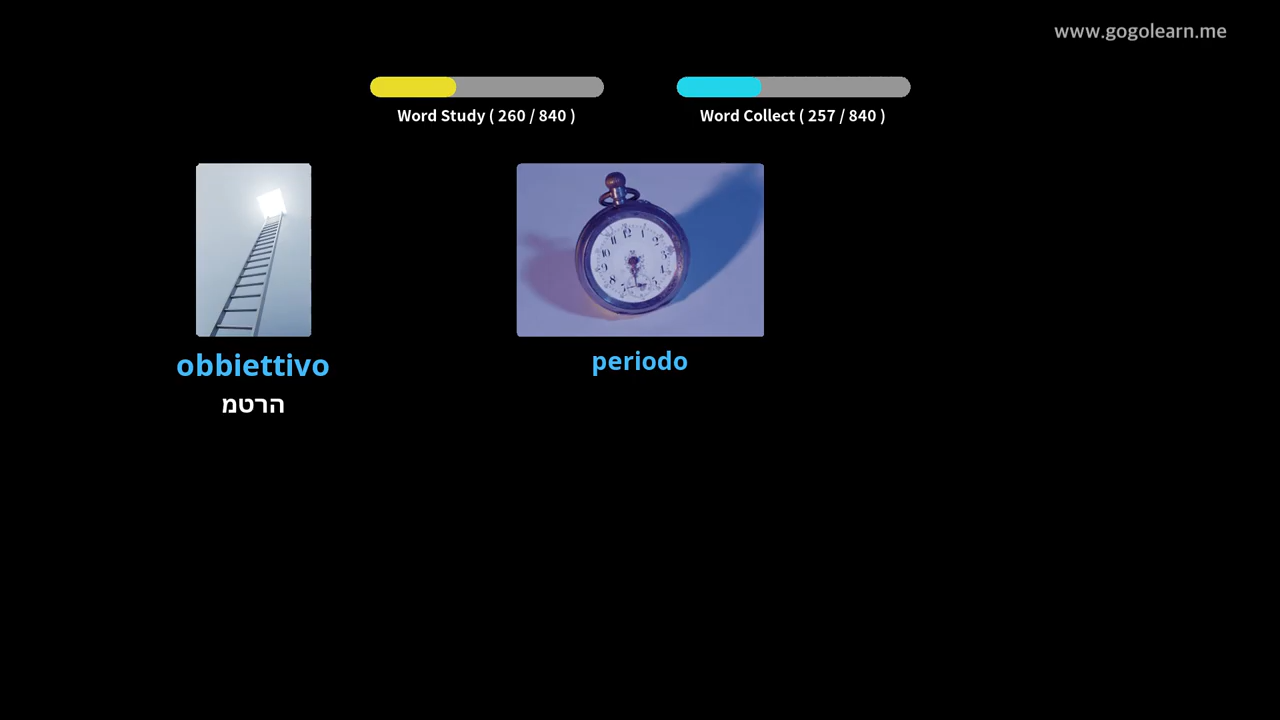 www.gogolearn.me
Word Study ( 260 / 840 )
Word Collect ( 257 / 840 )
obbiettivo
הרטמ
periodo